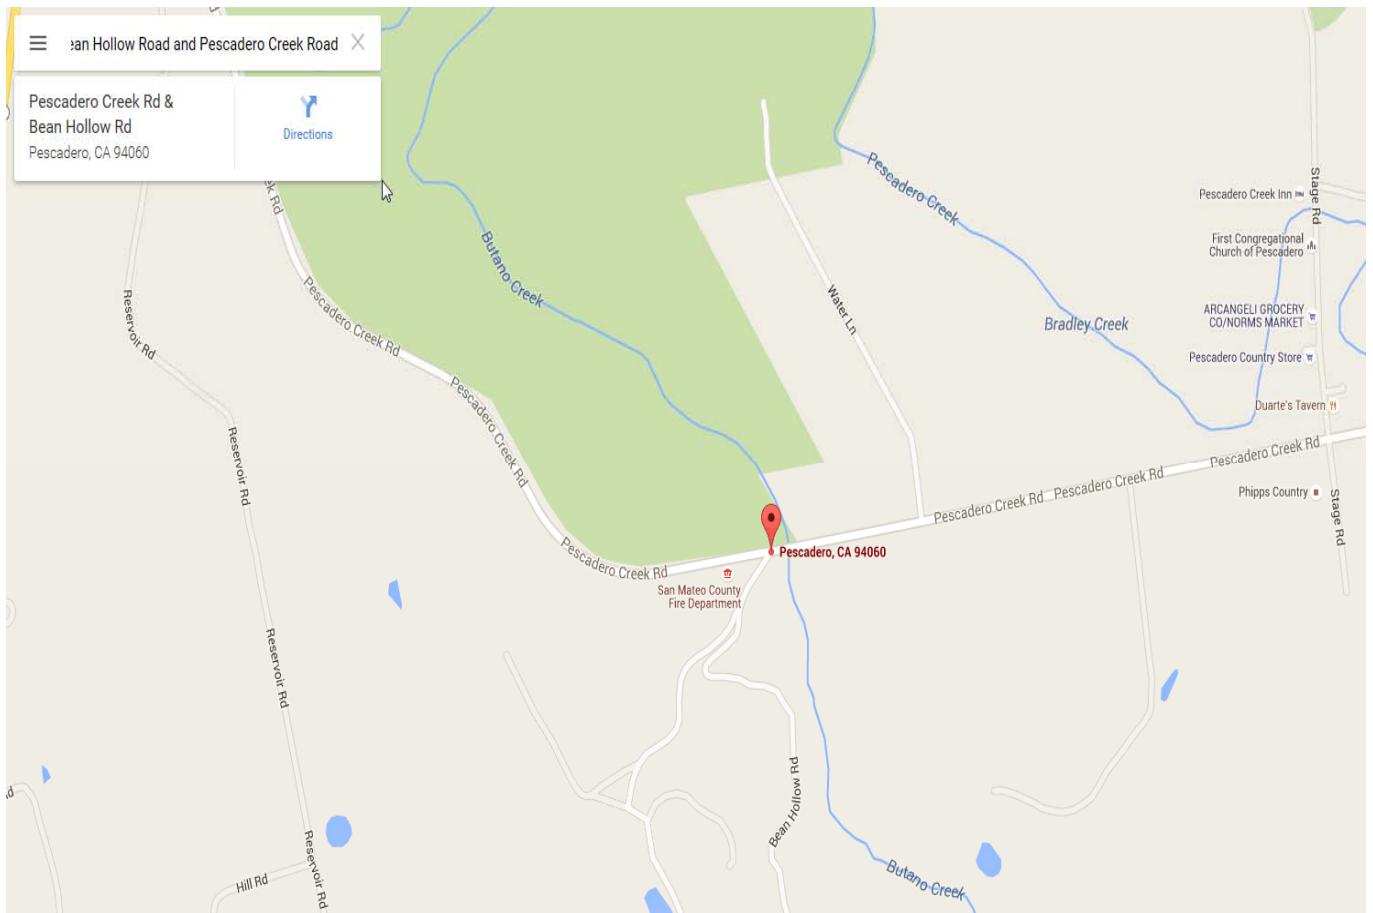 ean Hollow Road and Pescadero Creek Road
Pescadero Creek Rd &
Bean Hollow Rd
Pescadero, CA 94060
Directions
ek Rd
Pescadero Creek
Stage Rd
Pescadero Creek Inn
First Congregational
Church of Pescadero
Butano Creek
Pescadero Creek Rd
Reservoir Rd
Water Ln
Bradley Creek
ARCANGELI GROCERY
CO/NORMS MARKET
Pescadero Country Store
Duarte's Tavern
Pescadero Creek Rd
Reservoir Rd
Pescadero Creek Rd
Pescadero Creek Rd
Pescadero Creek Rd
Phipps Country
Stage Rd
Pescadero Creek Rd
Pescadero, CA 94060
San Mateo County
Fire Department
Reservoir Rd
Bean Hollow Rd
Reservoir Rd
Hill Rd
Butano Creek